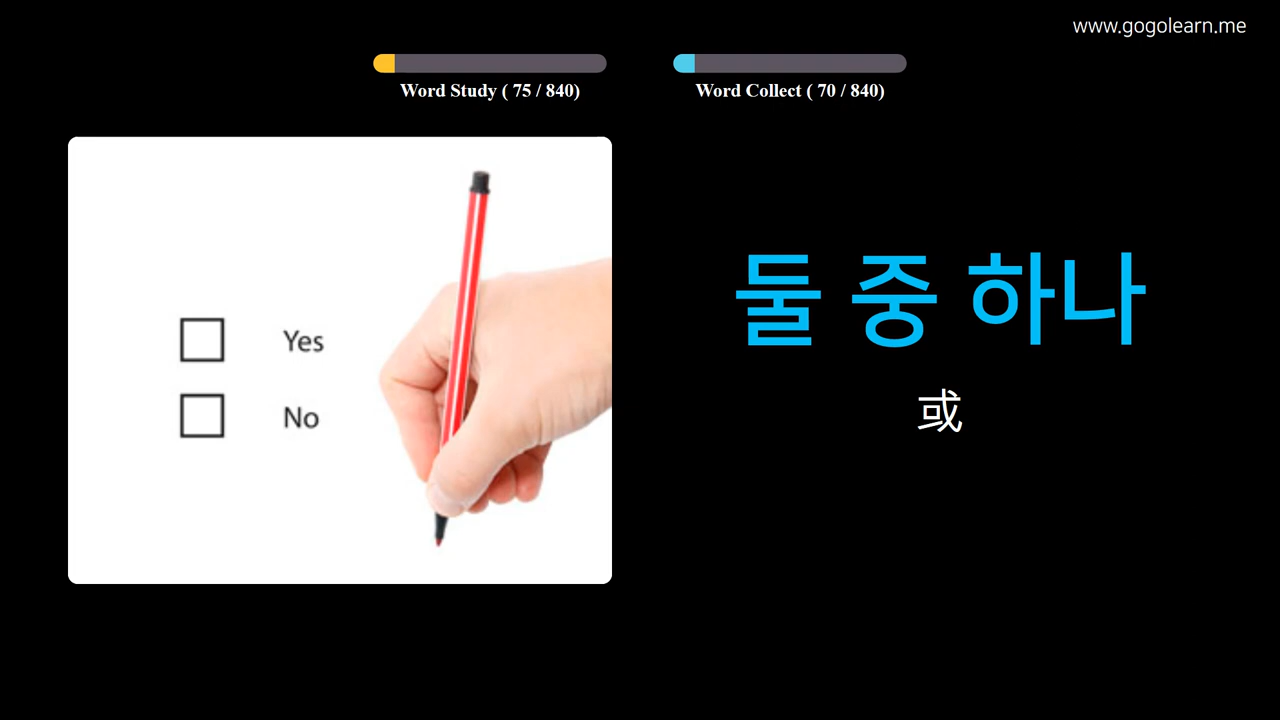 www.gogolearn.me
Word Study ( 75 / 840)
Word Collect ( 70 / 840)
Yes
No
둘 중 하나
或